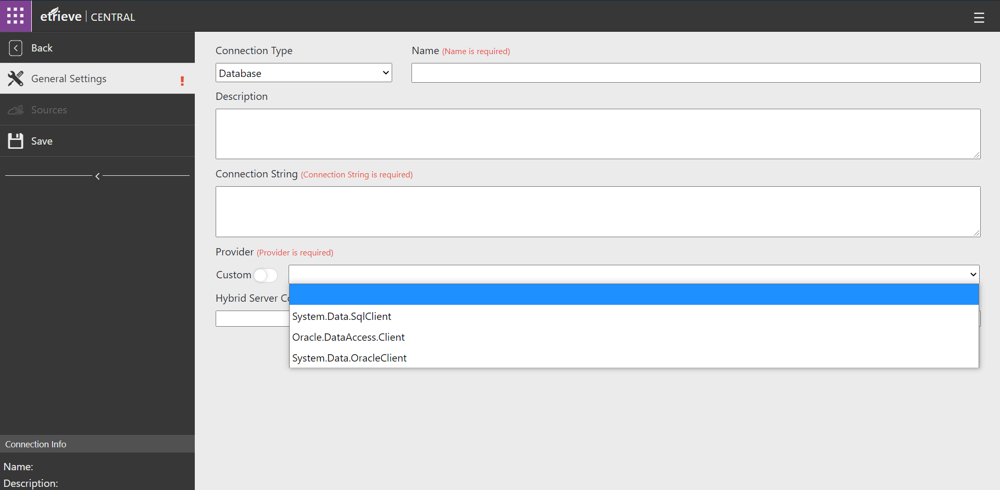 etrieve CENTRAL
Back
General Settings
Sources
Save
Connection Info
Name:
Description:
Connection Type
Name (Name is required)
Database
Description
Connection String (Connection String is required)
Provider (Provider is required)
Custom
Hybrid Server
System.Data.SqlClient
Oracle.DataAccess.Client
System.Data.OracleClient